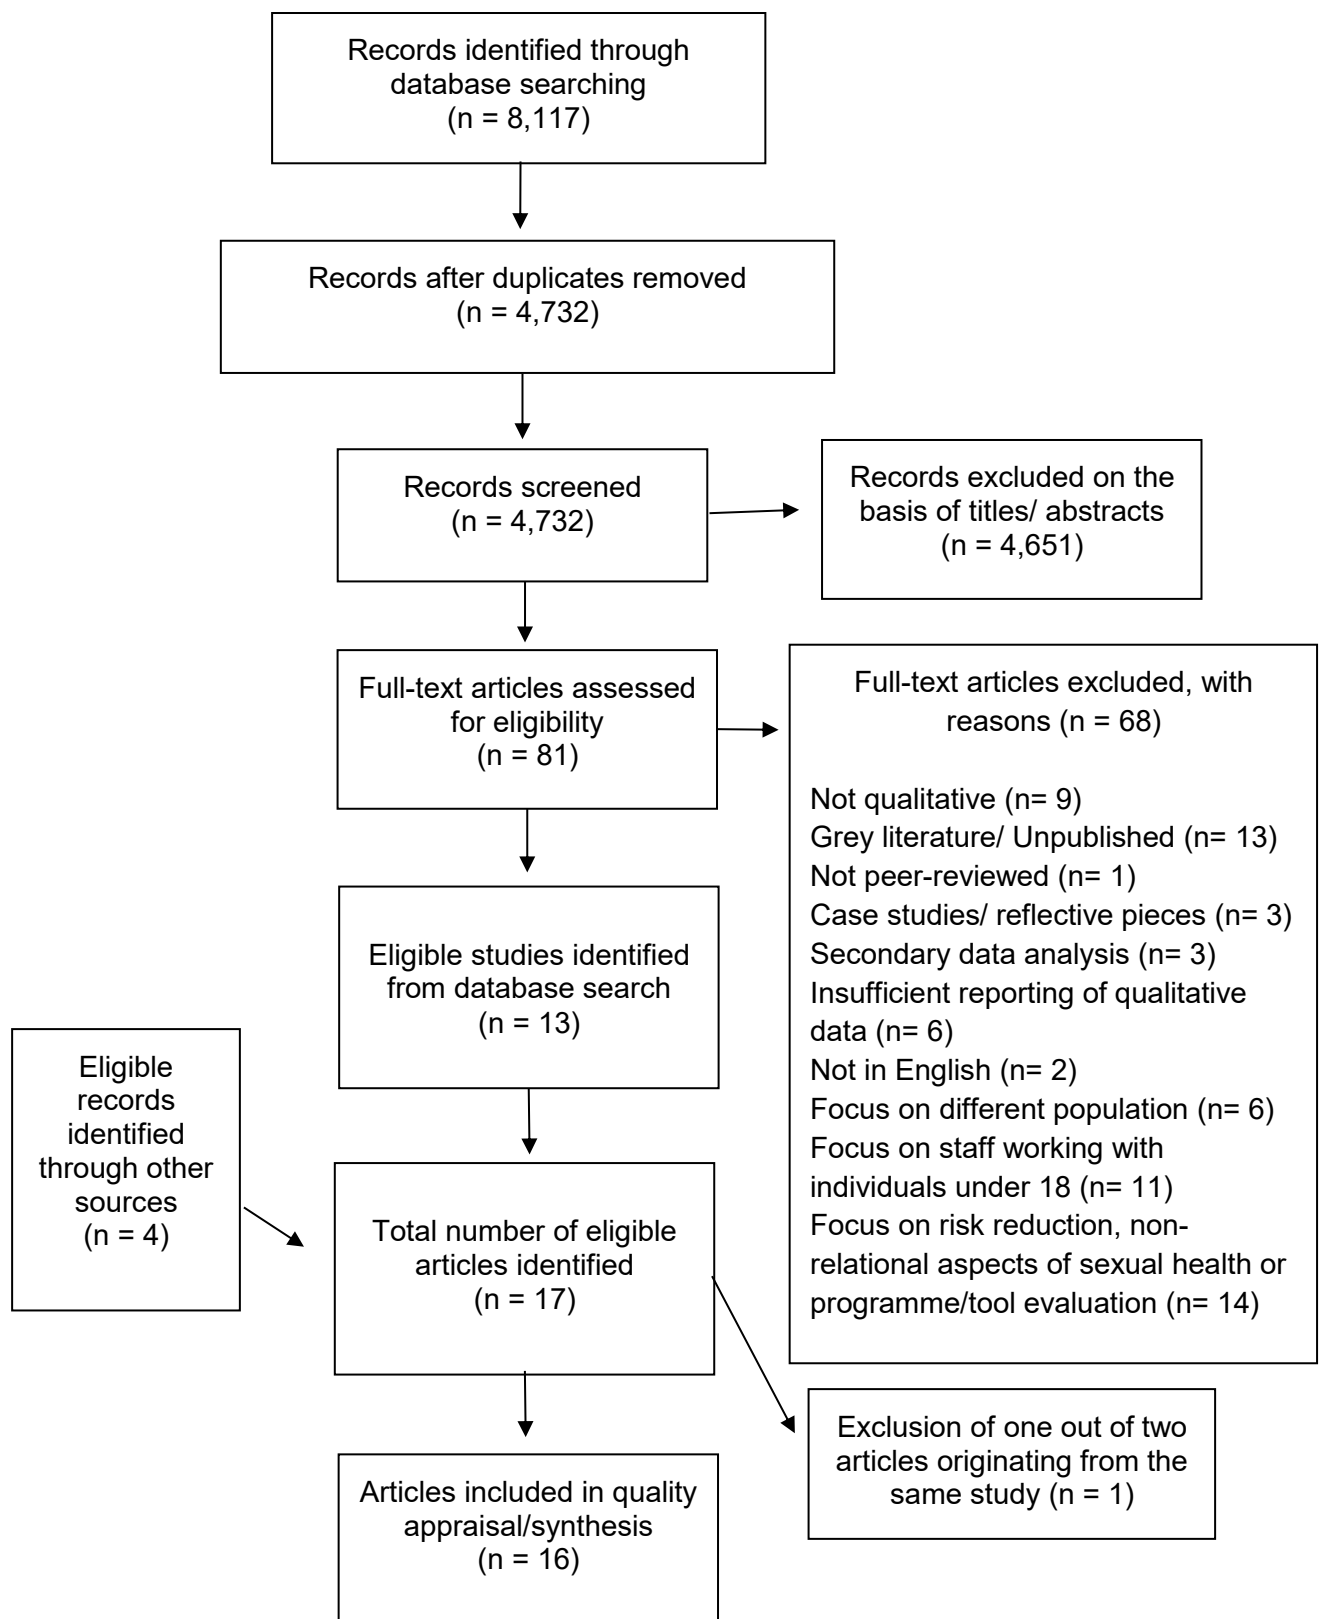 Records identified through
database searching
(n = 8,117)
Records after duplicates removed
(n = 4,732)
Records screened
(n = 4,732)
Records excluded on the
basis of titles/ abstracts
(n = 4,651)
Full-text articles assessed
for eligibility
(n = 81)
Full-text articles excluded, with
reasons (n = 68)
Not qualitative (n= 9)
Grey literature/ Unpublished (n= 13)
Not peer-reviewed (n= 1)
Case studies/ reflective pieces (n= 3)
Secondary data analysis (n= 3)
Insufficient reporting of qualitative
data (n= 6)
Not in English (n= 2)
Focus on different population (n= 6)
Focus on staff working with
individuals under 18 (n= 11)
Focus on risk reduction, non-
relational aspects of sexual health or
programme/tool evaluation (n= 14)
Eligible studies identified
from database search
(n = 13)
Eligible
records
identified
through other
sources
(n = 4)
Total number of eligible
articles identified
(n = 17)
Exclusion of one out of two
articles originating from the
same study (n = 1)
Articles included in quality
appraisal/synthesis
(n = 16)